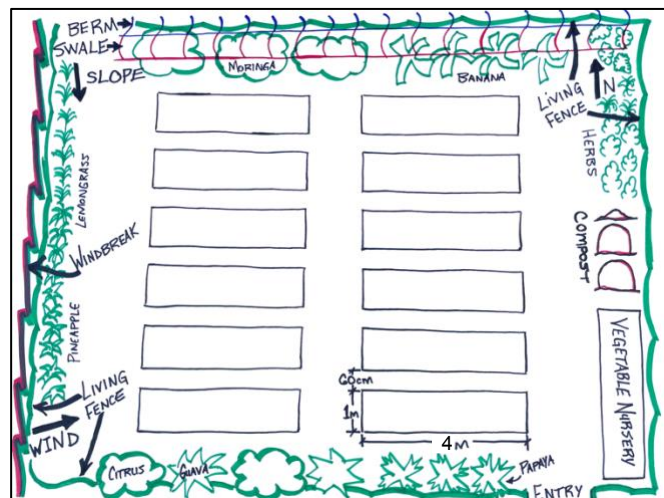 BERM
SWALE
SLOPE
MORINGA
BANANA
LIVING
FENCE
N
HERBS
LEMONGRASS
WINDBREAK
PINEAPPLE
COMPOST
VEGETABLE NURSERY
60cm
1m
4m
LIVING
FENCE
WIND
CITRUS
GUAVA
PAPAYA
ENTRY